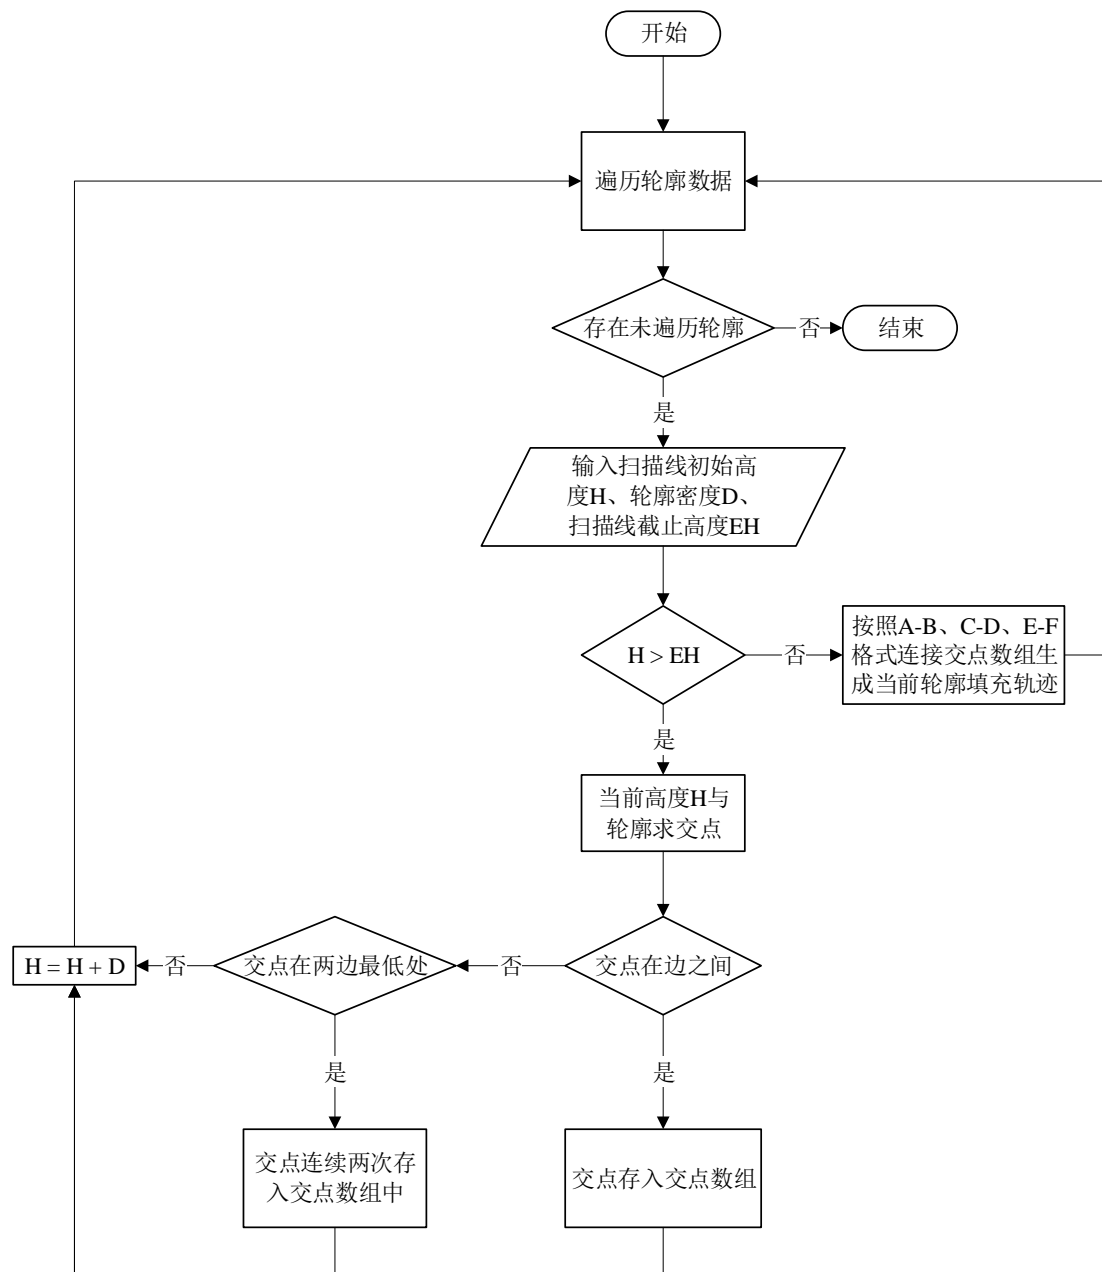 开始
遍历轮廓数据
存在未遍历轮廓
否
结束
是
输入扫描线初始高
度H、轮廓密度D、
扫描线截止高度EH
H > EH
否
按照A-B、C-D、E-F
格式连接交点数组生
成当前轮廓填充轨迹
是
当前高度H与
轮廓求交点
H = H + D
否
交点在两边最低处
否
交点在边之间
是
是
交点连续两次存
入交点数组中
交点存入交点数组